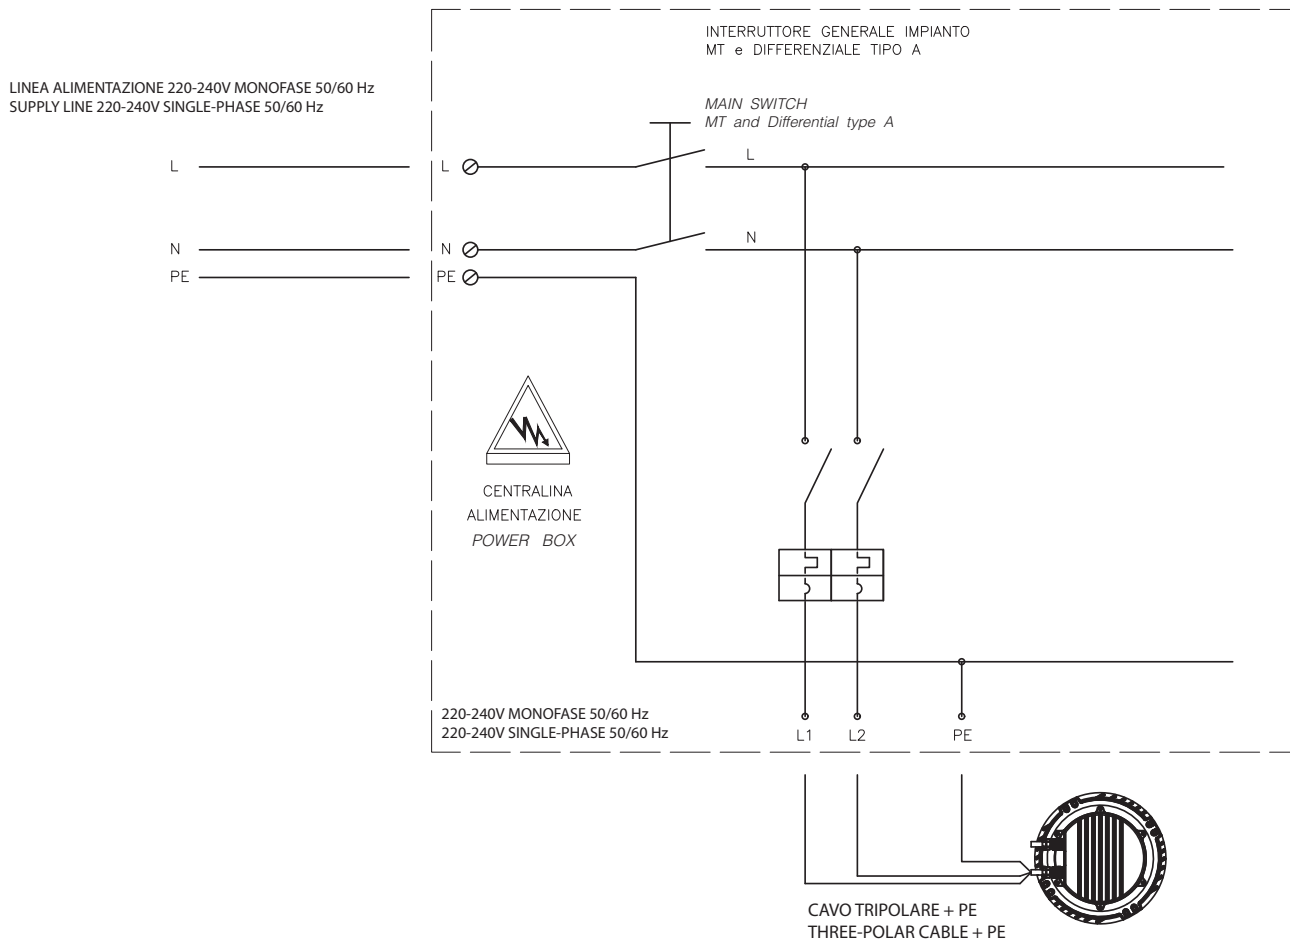 INTERRUTTORE GENERALE IMPIANTO
MT e DIFFERENZIALE TIPO A
LINEA ALIMENTAZIONE 220-240V MONOFASE 50/60 Hz
SUPPLY LINE 220-240V SINGLE-PHASE 50/60 Hz
MAIN SWITCH
MT and Differential type A
L
L
L
N
N
N
PE
PE
CENTRALINA
ALIMENTAZIONE
POWER BOX
220-240V MONOFASE 50/60 Hz
220-240V SINGLE-PHASE 50/60 Hz
L1
L2
PE
CAVO TRIPOLARE + PE
THREE-POLAR CABLE + PE